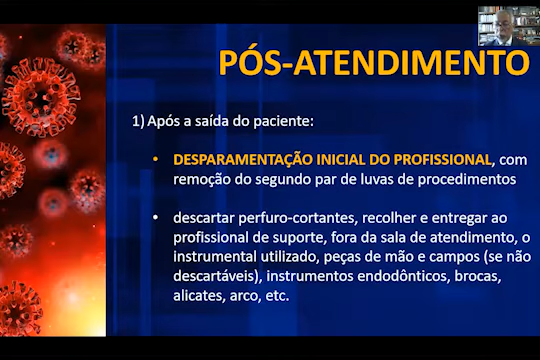 PÓS-ATENDIMENTO
1) Após a saída do paciente:
• DESPARAMENTAÇÃO INICIAL DO PROFISSIONAL, com
remoção do segundo par de luvas de procedimentos
• descartar perfuro-cortantes, recolher e entregar ao
profissional de suporte, fora da sala de atendimento, o
instrumental utilizado, peças de mão e campos (se não
descartáveis), instrumentos endodônticos, brocas,
alicates, arco, etc.